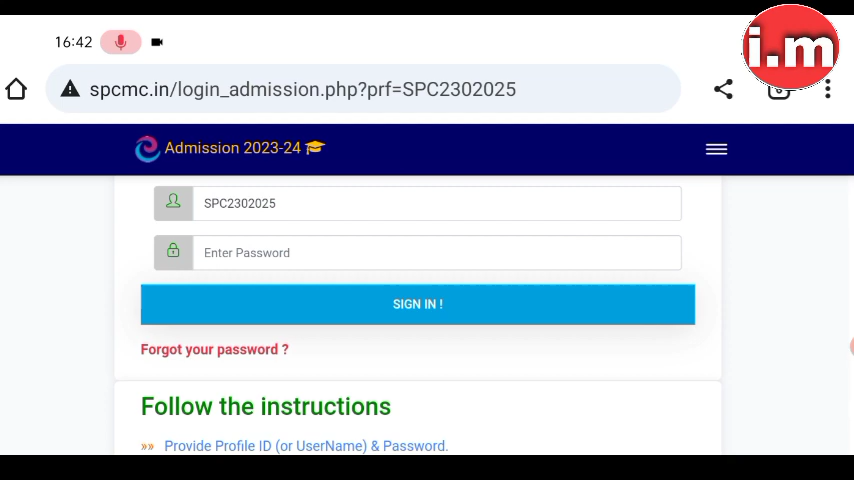 i.m
16:42
spcmc.in/login_admission.php?prf=SPC2302025
Admission 2023-24
SPC2302025
Enter Password
SIGN IN !
Forgot your password ?
Follow the instructions
»» Provide Profile ID (or UserName) & Password.